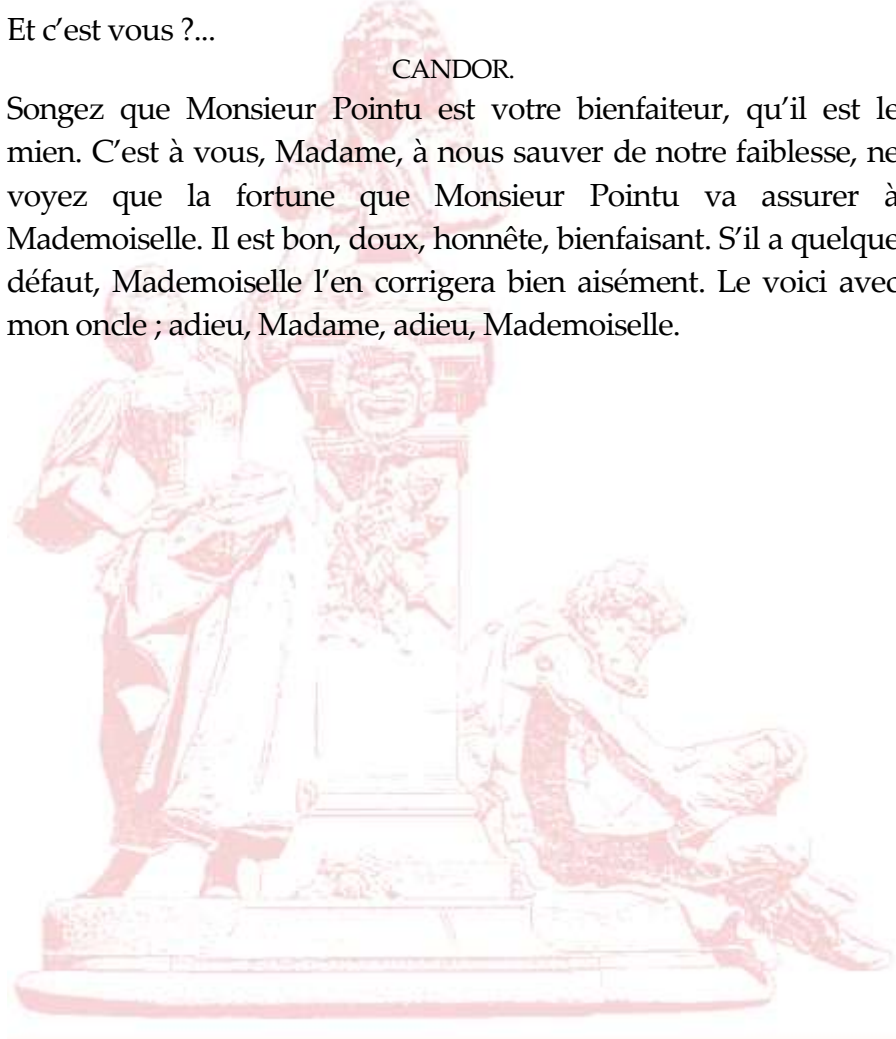 Et c’est vous ?...
CANDOR.
Songez que Monsieur Pointu est votre bienfaiteur, qu’il est le
mien. C’est à vous, Madame, à nous sauver de notre faiblesse, ne
voyez que la fortune que Monsieur Pointu va assurer à
Mademoiselle. Il est bon, doux, honnête, bienfaisant. S’il a quelque
défaut, Mademoiselle l’en corrigera bien aisément. Le voici avec
mon oncle ; adieu, Madame, adieu, Mademoiselle.